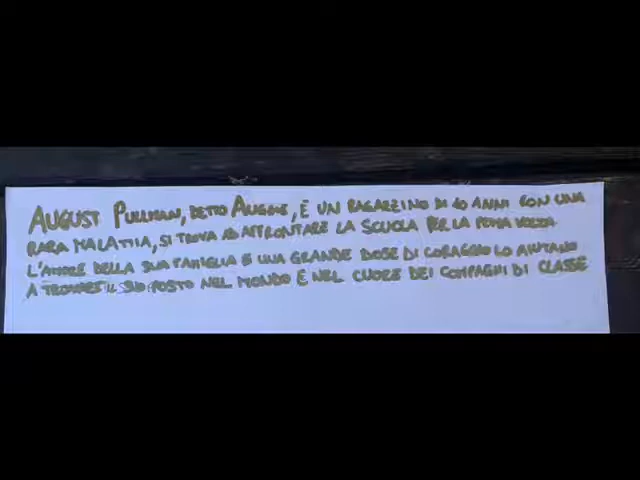 AUGUST PULLMAN, DETTO AUGGIE, È UN RAGAZZINO DI 10 ANNI CON UNA
RARA MALATTIA, SI TROVA AD AFFRONTARE LA SCUOLA PER LA PRIMA VOLTA
L'AMORE DELLA SUA FAMIGLIA E UNA GRANDE DOSE DI CORAGGIO LO AIUTANO
A TROVARE IL SUO POSTO NEL MONDO E NEL CUORE DEI COMPAGNI DI CLASSE